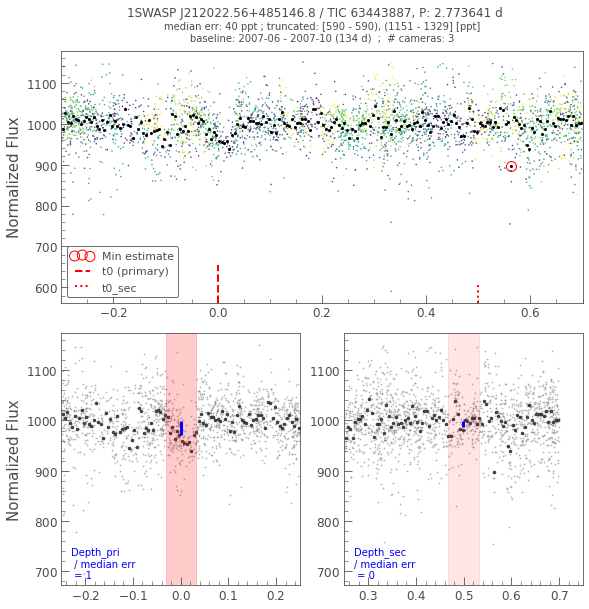 1SWASP J212022.56+485146.8 / TIC 63443887, P: 2.773641 d
median err: 40 ppt ; truncated: [590 - 590), (1151 - 1329] [ppt]
baseline: 2007-06 - 2007-10 (134 d) ; # cameras: 3
Normalized Flux
1100
1000
900
800
700
600
Min estimate
t0 (primary)
t0_sec
−0.2
0.0
0.2
0.4
0.6
Normalized Flux
1100
1000
900
800
700
Depth_pri
/ median err
= 1
−0.2
−0.1
0.0
0.1
0.2
1100
1000
900
800
700
Depth_sec
/ median err
= 0
0.3
0.4
0.5
0.6
0.7